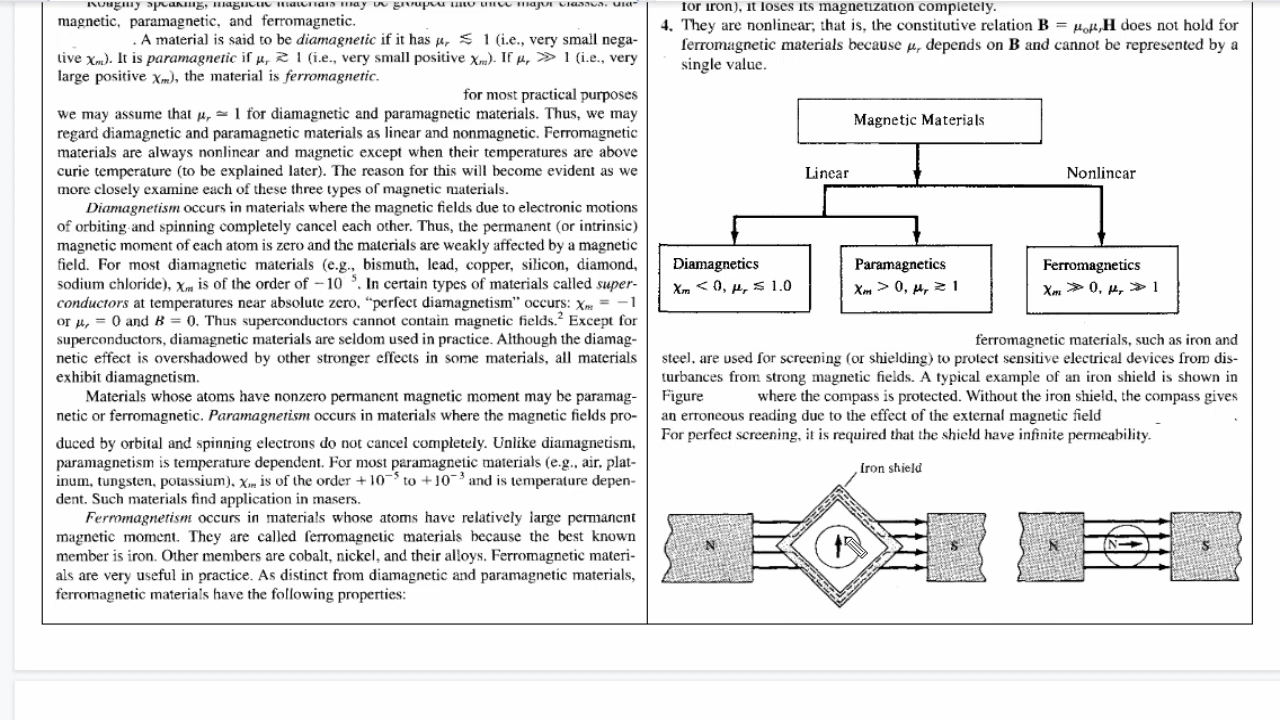 Roughly speaking, magnetic materials may be grouped into three major classes: dia-
magnetic, paramagnetic, and ferromagnetic.
. A material is said to be diamagnetic if it has μr ≲ 1 (i.e., very small nega-
tive χm). It is paramagnetic if μr ≳ 1 (i.e., very small positive χm). If μr ≫ 1 (i.e., very
large positive χm), the material is ferromagnetic.
for most practical purposes
we may assume that μr ≃ 1 for diamagnetic and paramagnetic materials. Thus, we may
regard diamagnetic and paramagnetic materials as linear and nonmagnetic. Ferromagnetic
materials are always nonlinear and magnetic except when their temperatures are above
curie temperature (to be explained later). The reason for this will become evident as we
more closely examine each of these three types of magnetic materials.
Diamagnetism occurs in materials where the magnetic fields due to electronic motions
of orbiting and spinning completely cancel each other. Thus, the permanent (or intrinsic)
magnetic moment of each atom is zero and the materials are weakly affected by a magnetic
field. For most diamagnetic materials (e.g., bismuth, lead, copper, silicon, diamond,
sodium chloride), χm is of the order of −10 ⁵. In certain types of materials called super-
conductors at temperatures near absolute zero, “perfect diamagnetism” occurs: χm = −1
or μr = 0 and B = 0. Thus superconductors cannot contain magnetic fields.² Except for
superconductors, diamagnetic materials are seldom used in practice. Although the diamag-
netic effect is overshadowed by other stronger effects in some materials, all materials
exhibit diamagnetism.
Materials whose atoms have nonzero permanent magnetic moment may be paramag-
netic or ferromagnetic. Paramagnetism occurs in materials where the magnetic fields pro-
duced by orbital and spinning electrons do not cancel completely. Unlike diamagnetism,
paramagnetism is temperature dependent. For most paramagnetic materials (e.g., air, plat-
inum, tungsten, potassium), χm is of the order +10⁻⁵ to +10⁻³ and is temperature depen-
dent. Such materials find application in masers.
Ferromagnetism occurs in materials whose atoms have relatively large permanent
magnetic moment. They are called ferromagnetic materials because the best known
member is iron. Other members are cobalt, nickel, and their alloys. Ferromagnetic materi-
als are very useful in practice. As distinct from diamagnetic and paramagnetic materials,
ferromagnetic materials have the following properties:
for iron), it loses its magnetization completely.
4. They are nonlinear; that is, the constitutive relation B = μoμrH does not hold for
ferromagnetic materials because μr depends on B and cannot be represented by a
single value.
Magnetic Materials
Linear
Nonlinear
Diamagnetics
χm < 0, μr ≲ 1.0
Paramagnetics
χm > 0, μr ≳ 1
Ferromagnetics
χm ≫ 0, μr ≫ 1
ferromagnetic materials, such as iron and
steel, are used for screening (or shielding) to protect sensitive electrical devices from dis-
turbances from strong magnetic fields. A typical example of an iron shield is shown in
Figure where the compass is protected. Without the iron shield, the compass gives
an erroneous reading due to the effect of the external magnetic field .
For perfect screening, it is required that the shield have infinite permeability.
Iron shield
N
S
N
N
S